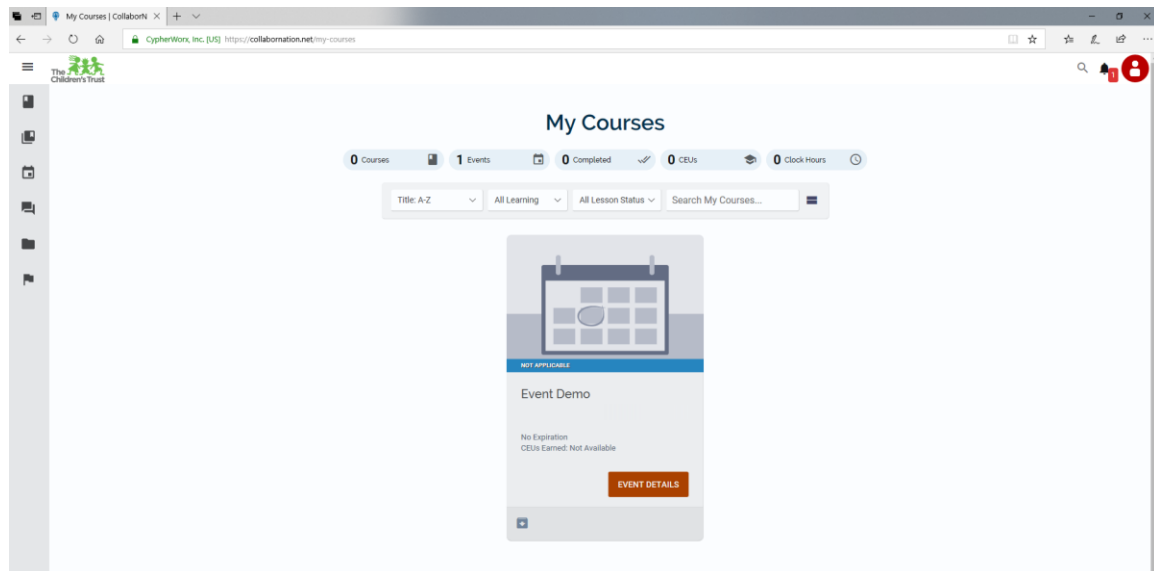 My Courses | CollaborN
CypherWorx, Inc. [US] https://collabornation.net/my-courses
The
Children's Trust
1
My Courses
0 Courses 1 Events 0 Completed 0 CEUs 0 Clock Hours
Title: A-Z All Learning All Lesson Status Search My Courses...
NOT APPLICABLE
Event Demo
No Expiration
CEUs Earned: Not Available
EVENT DETAILS